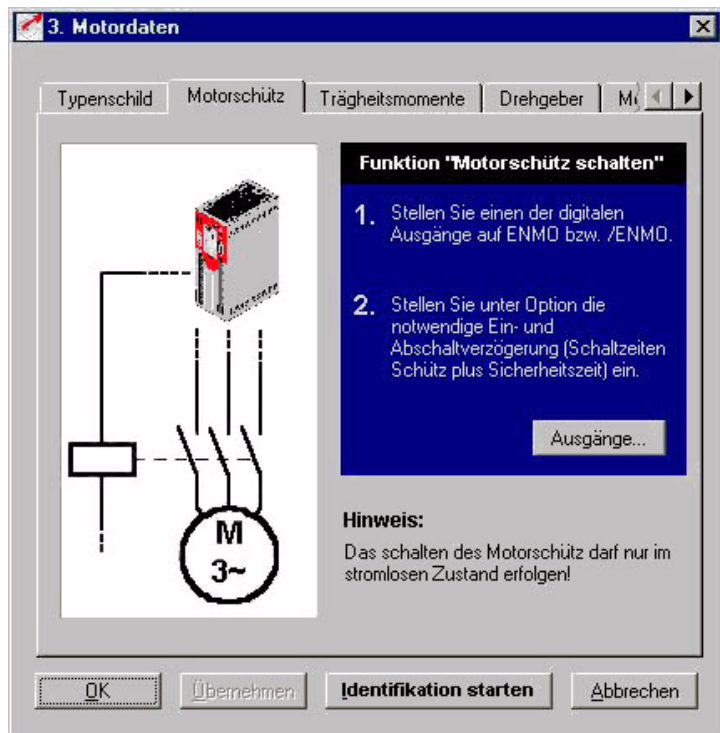 3. Motordaten
Typenschild
Motorschütz
Trägheitsmomente
Drehgeber
Funktion "Motorschütz schalten"
1. Stellen Sie einen der digitalen
Ausgänge auf ENMO bzw. /ENMO.
2. Stellen Sie unter Option die
notwendige Ein- und
Abschaltverzögerung (Schaltzeiten
Schütz plus Sicherheitszeit) ein.
Ausgänge...
M
3~
Hinweis:
Das schalten des Motorschütz darf nur im
stromlosen Zustand erfolgen!
OK
Übernehmen
Identifikation starten
Abbrechen